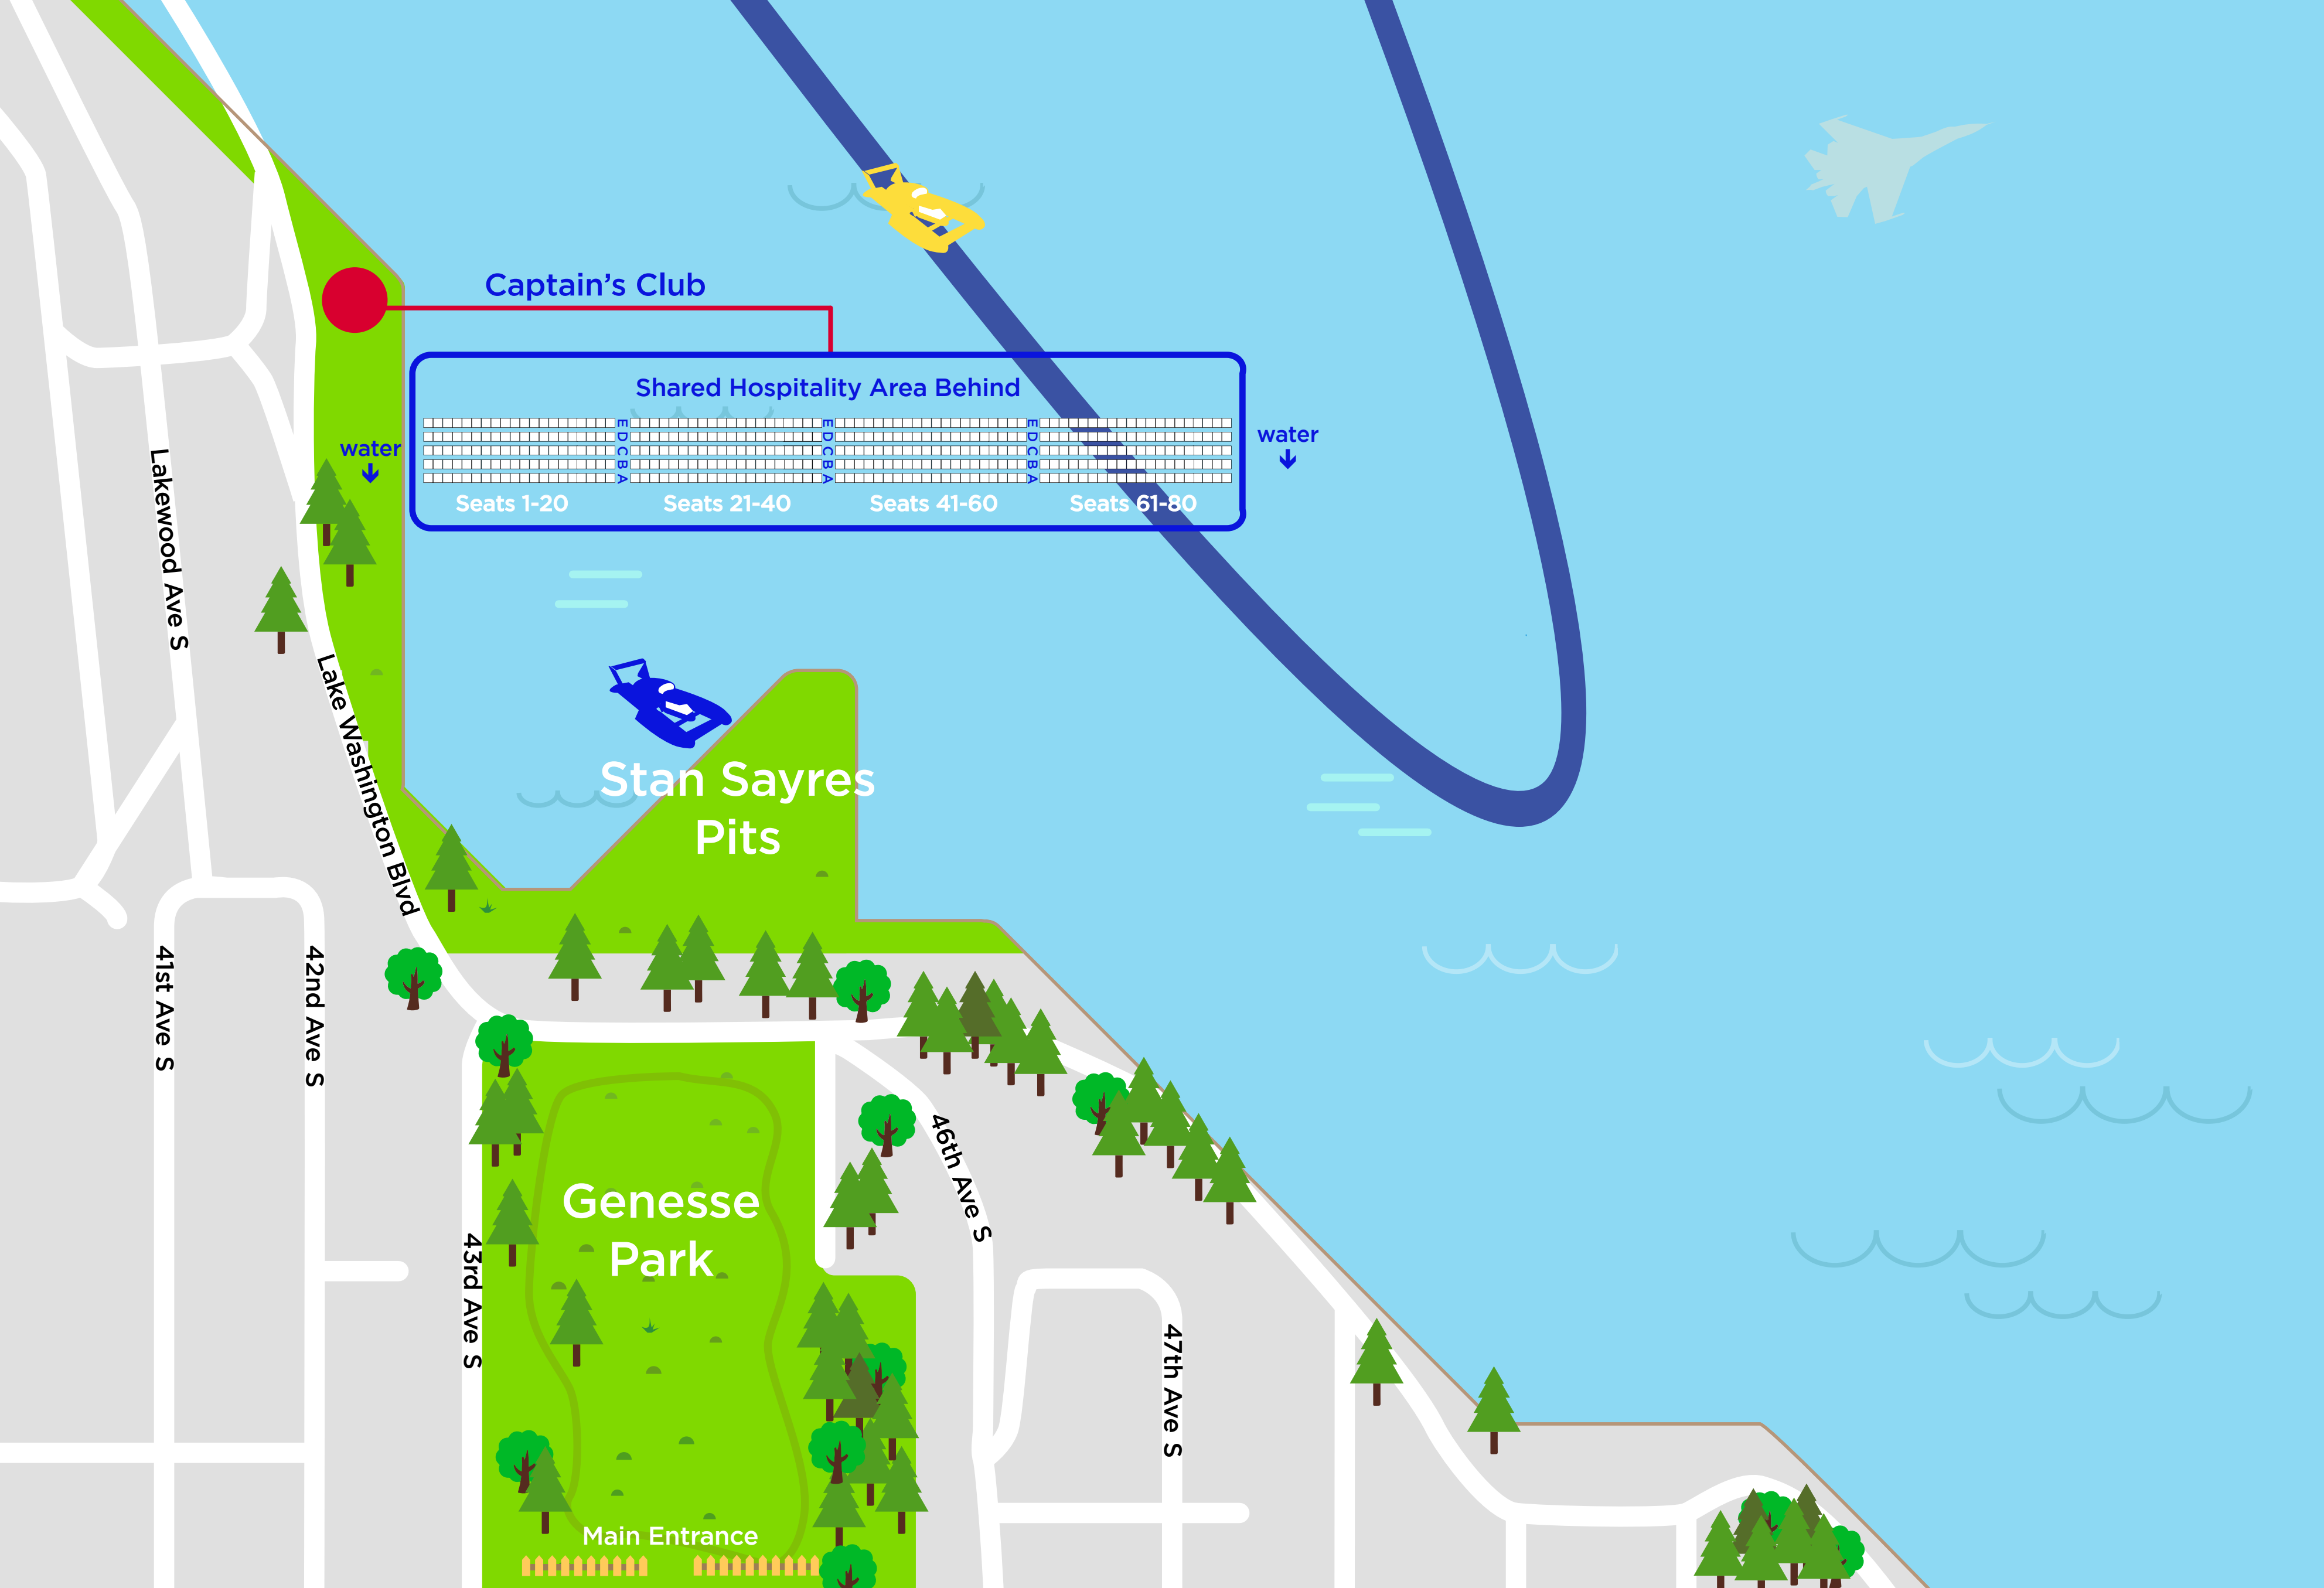 Captain's Club
Shared Hospitality Area Behind
E E E
D D D
C C C
B B B
A A A
water
water
Seats 1-20 Seats 21-40 Seats 41-60 Seats 61-80
Lakewood Ave S
Lake Washington Blvd
Stan Sayres
Pits
41st Ave S
42nd Ave S
43rd Ave S
46th Ave S
47th Ave S
Genesse
Park
Main Entrance